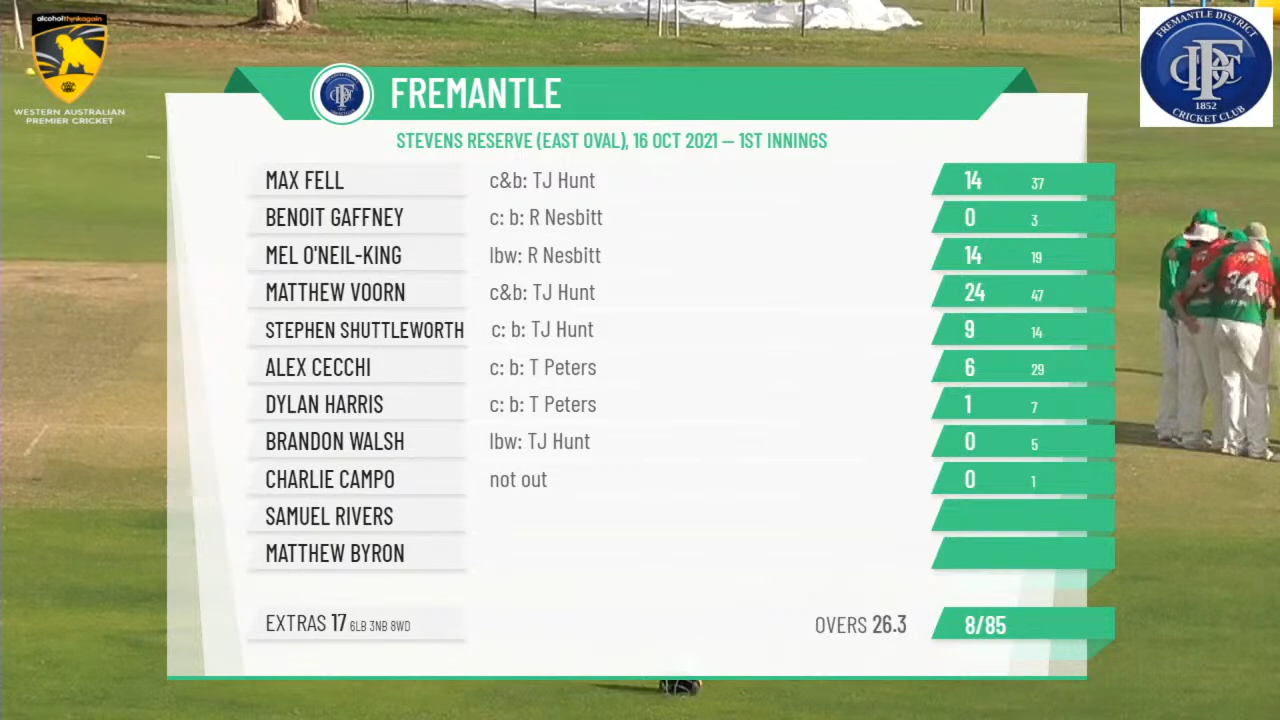 alcoholthinkagain
WESTERN AUSTRALIAN
PREMIER CRICKET
FREMANTLE DISTRICT
1852
CRICKET CLUB
FREMANTLE
STEVENS RESERVE (EAST OVAL), 16 OCT 2021 – 1ST INNINGS
MAX FELL c&b: TJ Hunt 14 37
BENOIT GAFFNEY c: b: R Nesbitt 0 3
MEL O'NEIL-KING lbw: R Nesbitt 14 19
MATTHEW VOORN c&b: TJ Hunt 24 47
STEPHEN SHUTTLEWORTH c: b: TJ Hunt 9 14
ALEX CECCHI c: b: T Peters 6 29
DYLAN HARRIS c: b: T Peters 1 7
BRANDON WALSH lbw: TJ Hunt 0 5
CHARLIE CAMPO not out 0 1
SAMUEL RIVERS
MATTHEW BYRON
EXTRAS 17 6LB 3NB 8WD OVERS 26.3 8/85
34